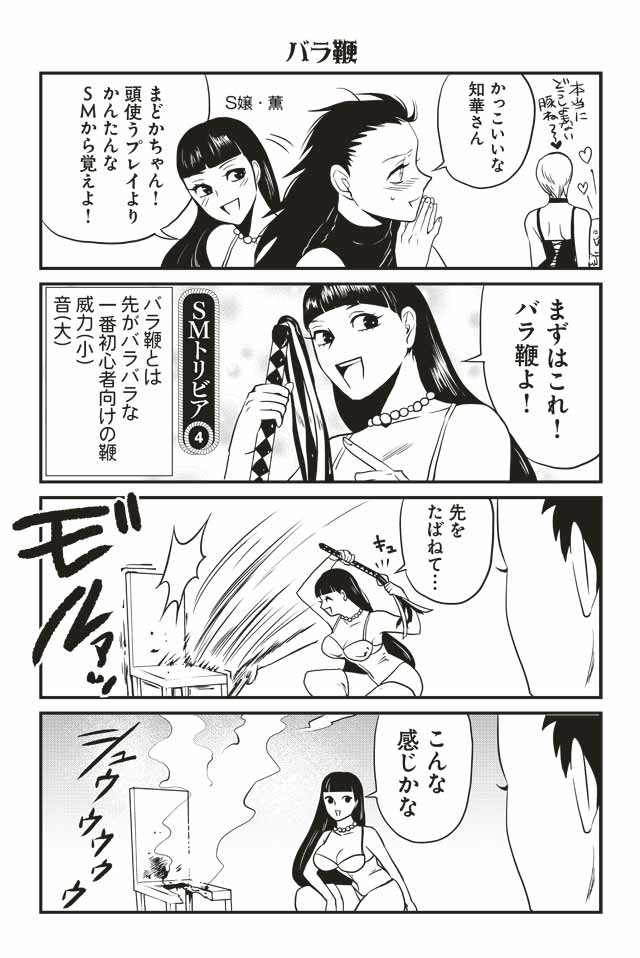 バラ鞭
本当に
どうしようもない
豚ねっ～
かっこいいな
知華さん
S嬢・薫
まどかちゃん！
頭使うプレイより
かんたんな
SMから覚えよ！
まずはこれ！
バラ鞭よ！
SMトリビア④
バラ鞭とは
先がバラバラな
一番初心者向けの鞭
威力(小)
音(大)
先を
たばねて…
キュ
モルァッ
こんな
感じかな
シュウウウウウ